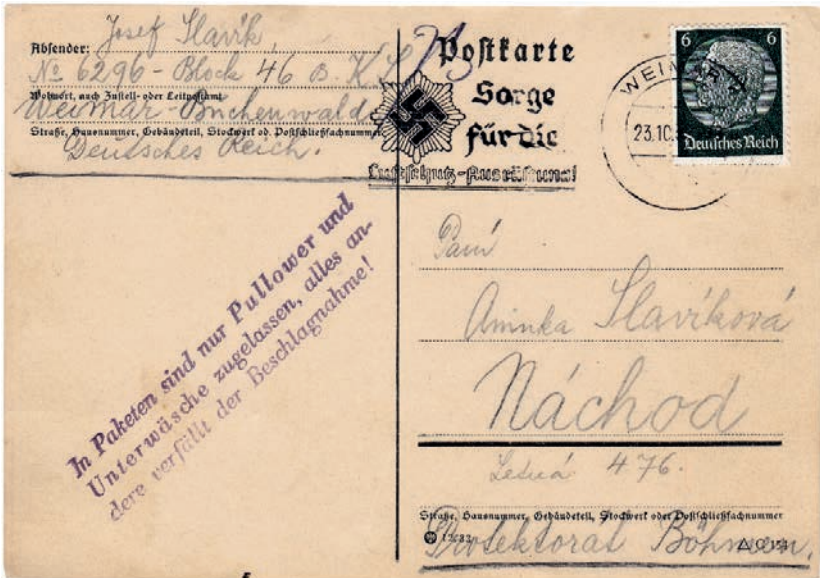 Absender: Josef Slavík,
No 6296 - Block 46 B. K.L.
Wohnort, auch Zustell- oder Leitpostamt
Weimar - Buchenwald
Straße, Hausnummer, Gebäudeteil, Stockwerk od. Postschließfachnummer
Deutsches Reich.
Postkarte
Sorge
für die
Luftschutz-Ausrüstung!
WEIMAR
23.10.
6 6
Deutsches Reich
In Paketen sind nur Pullower und
Unterwäsche zugelassen, alles an-
dere verfällt der Beschlagnahme!
Paní
Aninka Slavíková
Náchod
476.
Straße, Hausnummer, Gebäudeteil, Stockwerk oder Postschließfachnummer
Protektorat Böhmen.